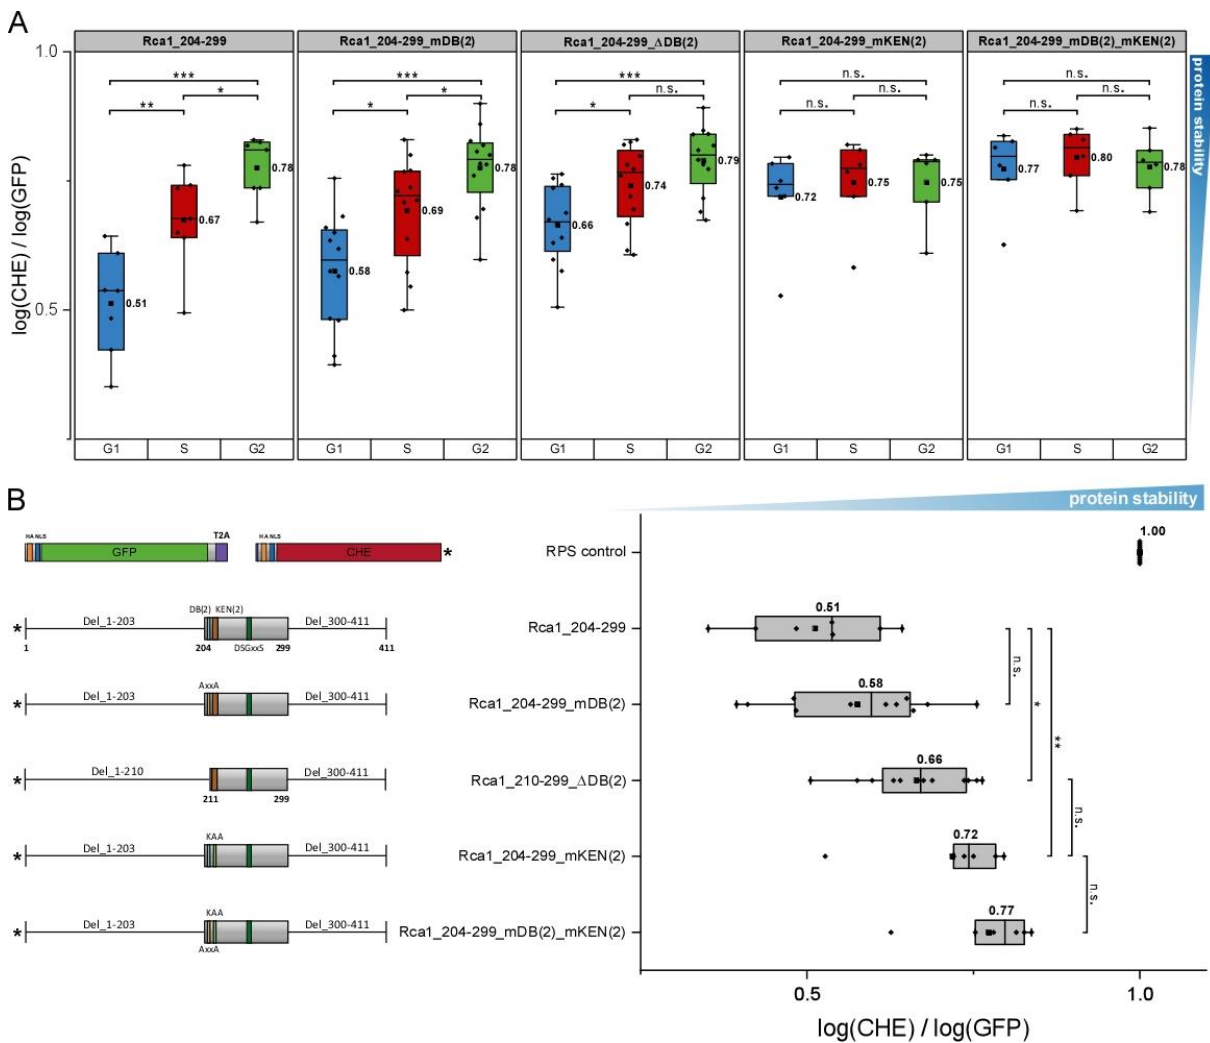 A
Rca1_204-299
Rca1_204-299_mDB(2)
Rca1_204-299_ΔDB(2)
Rca1_204-299_mKEN(2)
Rca1_204-299_mDB(2)_mKEN(2)
1.0
0.5
log(CHE) / log(GFP)
*** ** *
*** * *
*** * n.s.
n.s. n.s. n.s.
n.s. n.s. n.s.
0.51 0.67 0.78
0.58 0.69 0.78
0.66 0.74 0.79
0.72 0.75 0.75
0.77 0.80 0.78
G1 S G2 G1 S G2 G1 S G2 G1 S G2 G1 S G2
protein stability
B
protein stability
HA NLS GFP T2A
HA NLS CHE *
RPS control
1.00
DB(2) KEN(2)
* Del_1-203 Del_300-411
1 204 DSGxxS 299 411
Rca1_204-299
0.51
AxxA
* Del_1-203 Del_300-411
Rca1_204-299_mDB(2)
0.58
* Del_1-210 Del_300-411
211 299
Rca1_210-299_ΔDB(2)
0.66
KAA
* Del_1-203 Del_300-411
Rca1_204-299_mKEN(2)
0.72
KAA
* Del_1-203 Del_300-411
AxxA
Rca1_204-299_mDB(2)_mKEN(2)
0.77
n.s.
*
**
n.s.
n.s.
0.5 1.0
log(CHE) / log(GFP)